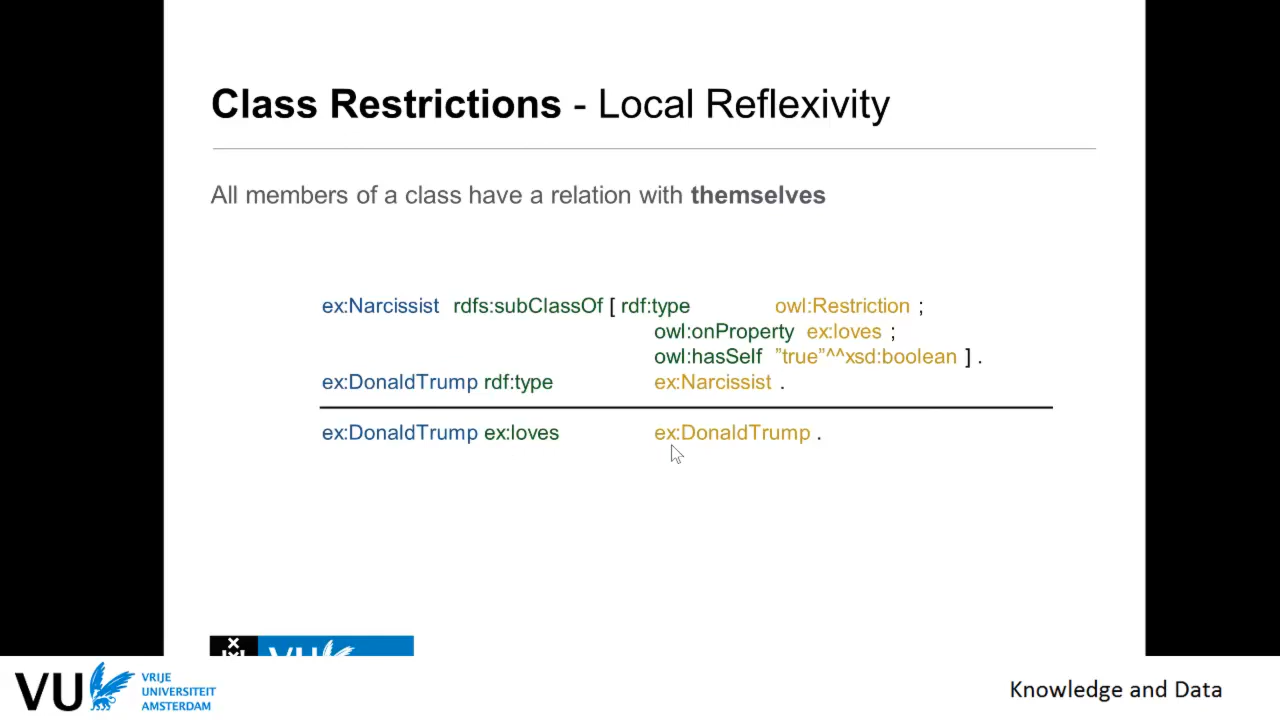 Class Restrictions - Local Reflexivity
All members of a class have a relation with themselves
ex:Narcissist rdfs:subClassOf [ rdf:type owl:Restriction ;
owl:onProperty ex:loves ;
owl:hasSelf ”true”^^xsd:boolean ] .
ex:DonaldTrump rdf:type ex:Narcissist .
ex:DonaldTrump ex:loves ex:DonaldTrump .
VU VRIJE
UNIVERSITEIT
AMSTERDAM
Knowledge and Data